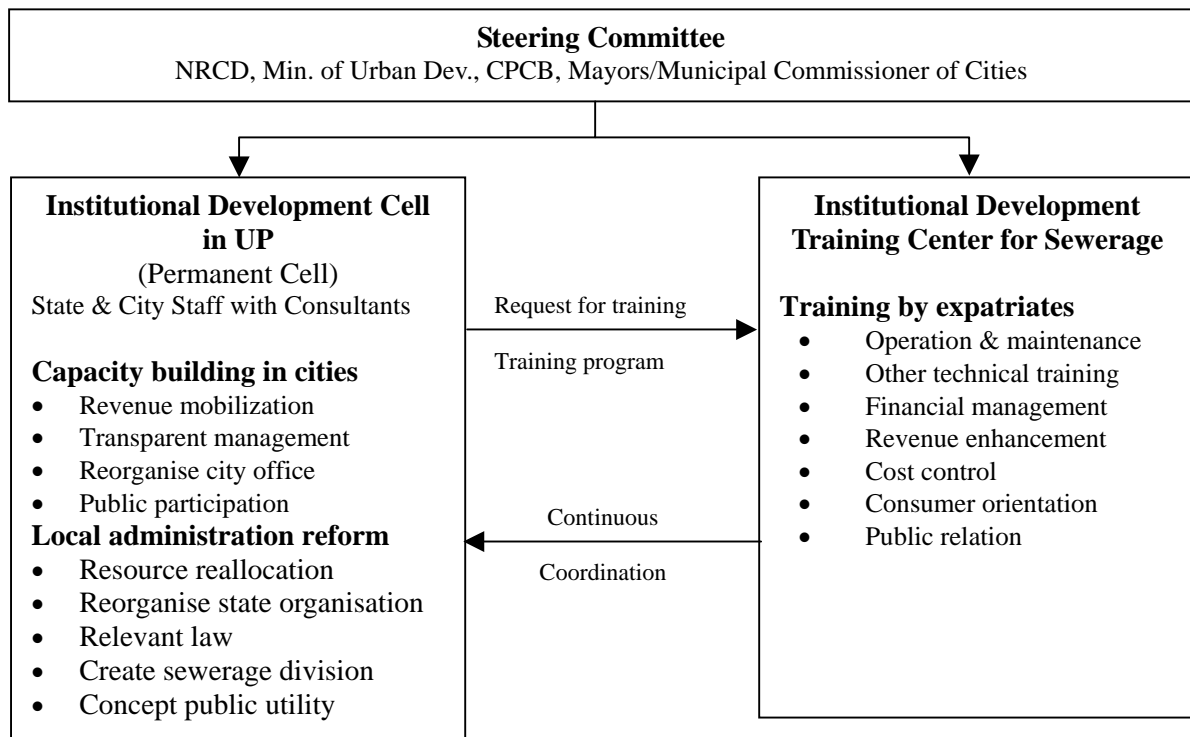 Steering Committee
NRCD, Min. of Urban Dev., CPCB, Mayors/Municipal Commissioner of Cities
Institutional Development Cell
in UP
(Permanent Cell)
State & City Staff with Consultants
Capacity building in cities
• Revenue mobilization
• Transparent management
• Reorganise city office
• Public participation
Local administration reform
• Resource reallocation
• Reorganise state organisation
• Relevant law
• Create sewerage division
• Concept public utility
Request for training
Training program
Continuous
Coordination
Institutional Development
Training Center for Sewerage
Training by expatriates
• Operation & maintenance
• Other technical training
• Financial management
• Revenue enhancement
• Cost control
• Consumer orientation
• Public relation